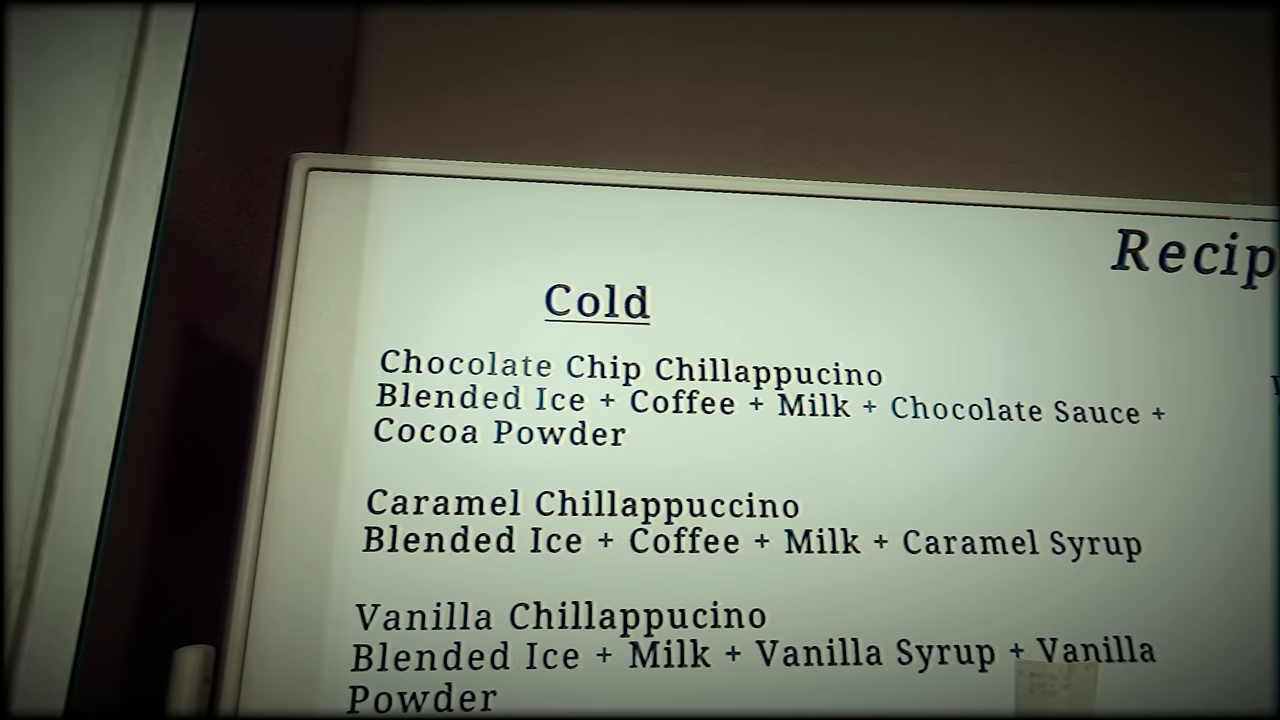 Recip
Cold
Chocolate Chip Chillappucino
Blended Ice + Coffee + Milk + Chocolate Sauce +
Cocoa Powder
Caramel Chillappuccino
Blended Ice + Coffee + Milk + Caramel Syrup
Vanilla Chillappucino
Blended Ice + Milk + Vanilla Syrup + Vanilla
Powder